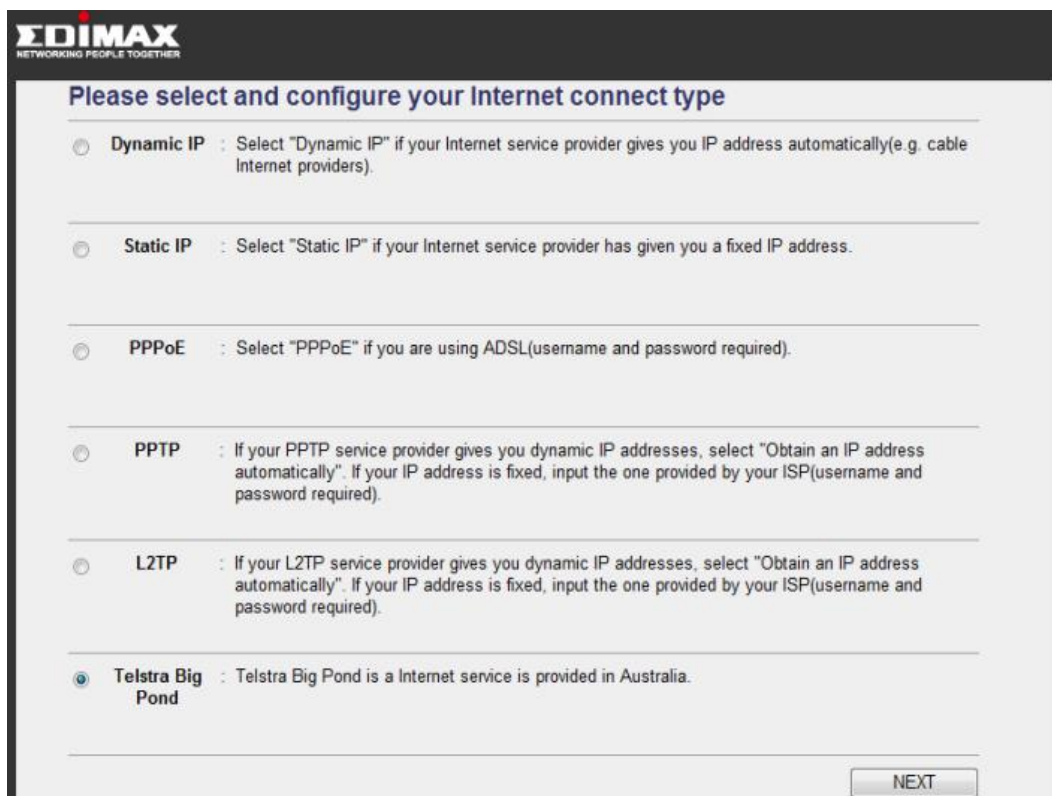 EDIMAX
NETWORKING PEOPLE TOGETHER
Please select and configure your Internet connect type
Dynamic IP : Select "Dynamic IP" if your Internet service provider gives you IP address automatically(e.g. cable
Internet providers).
Static IP : Select "Static IP" if your Internet service provider has given you a fixed IP address.
PPPoE : Select "PPPoE" if you are using ADSL(username and password required).
PPTP : If your PPTP service provider gives you dynamic IP addresses, select "Obtain an IP address
automatically". If your IP address is fixed, input the one provided by your ISP(username and
password required).
L2TP : If your L2TP service provider gives you dynamic IP addresses, select "Obtain an IP address
automatically". If your IP address is fixed, input the one provided by your ISP(username and
password required).
Telstra Big : Telstra Big Pond is a Internet service is provided in Australia.
Pond
NEXT